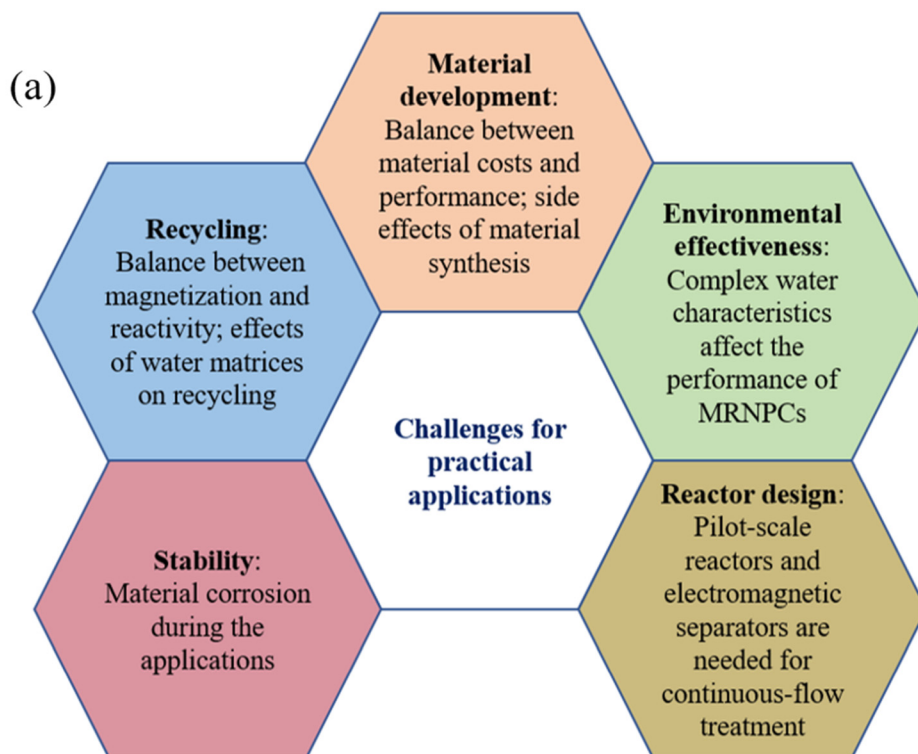 (a)
Material
development:
Balance between
material costs and
performance; side
effects of material
synthesis
Recycling:
Balance between
magnetization and
reactivity; effects
of water matrices
on recycling
Environmental
effectiveness:
Complex water
characteristics
affect the
performance of
MRNPCs
Challenges for
practical
applications
Stability:
Material corrosion
during the
applications
Reactor design:
Pilot-scale
reactors and
electromagnetic
separators are
needed for
continuous-flow
treatment